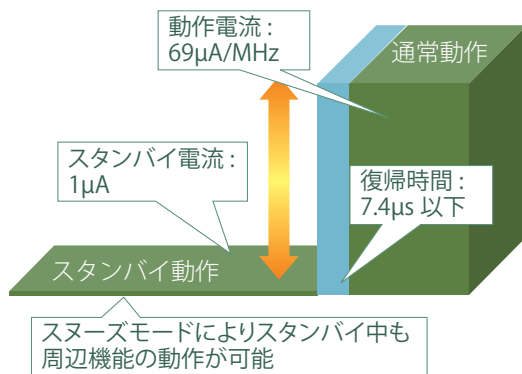 動作電流：
69µA/MHz
通常動作
スタンバイ電流：
1µA
復帰時間：
7.4µs 以下
スタンバイ動作
スヌーズモードによりスタンバイ中も
周辺機能の動作が可能